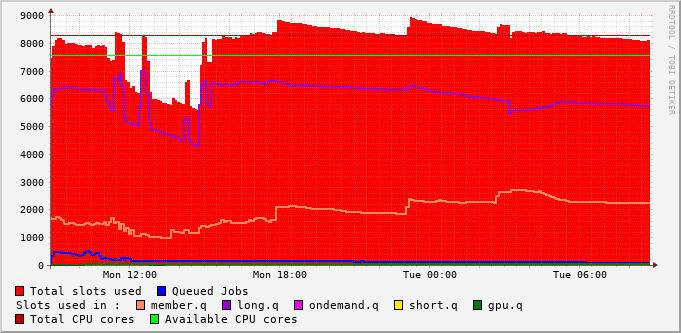 RRDTOOL / TOBI OETIKER
9000
8000
7000
6000
5000
4000
3000
2000
1000
0
Mon 12:00 Mon 18:00 Tue 00:00 Tue 06:00
Total slots used Queued Jobs
Slots used in : member.q long.q ondemand.q short.q gpu.q
Total CPU cores Available CPU cores